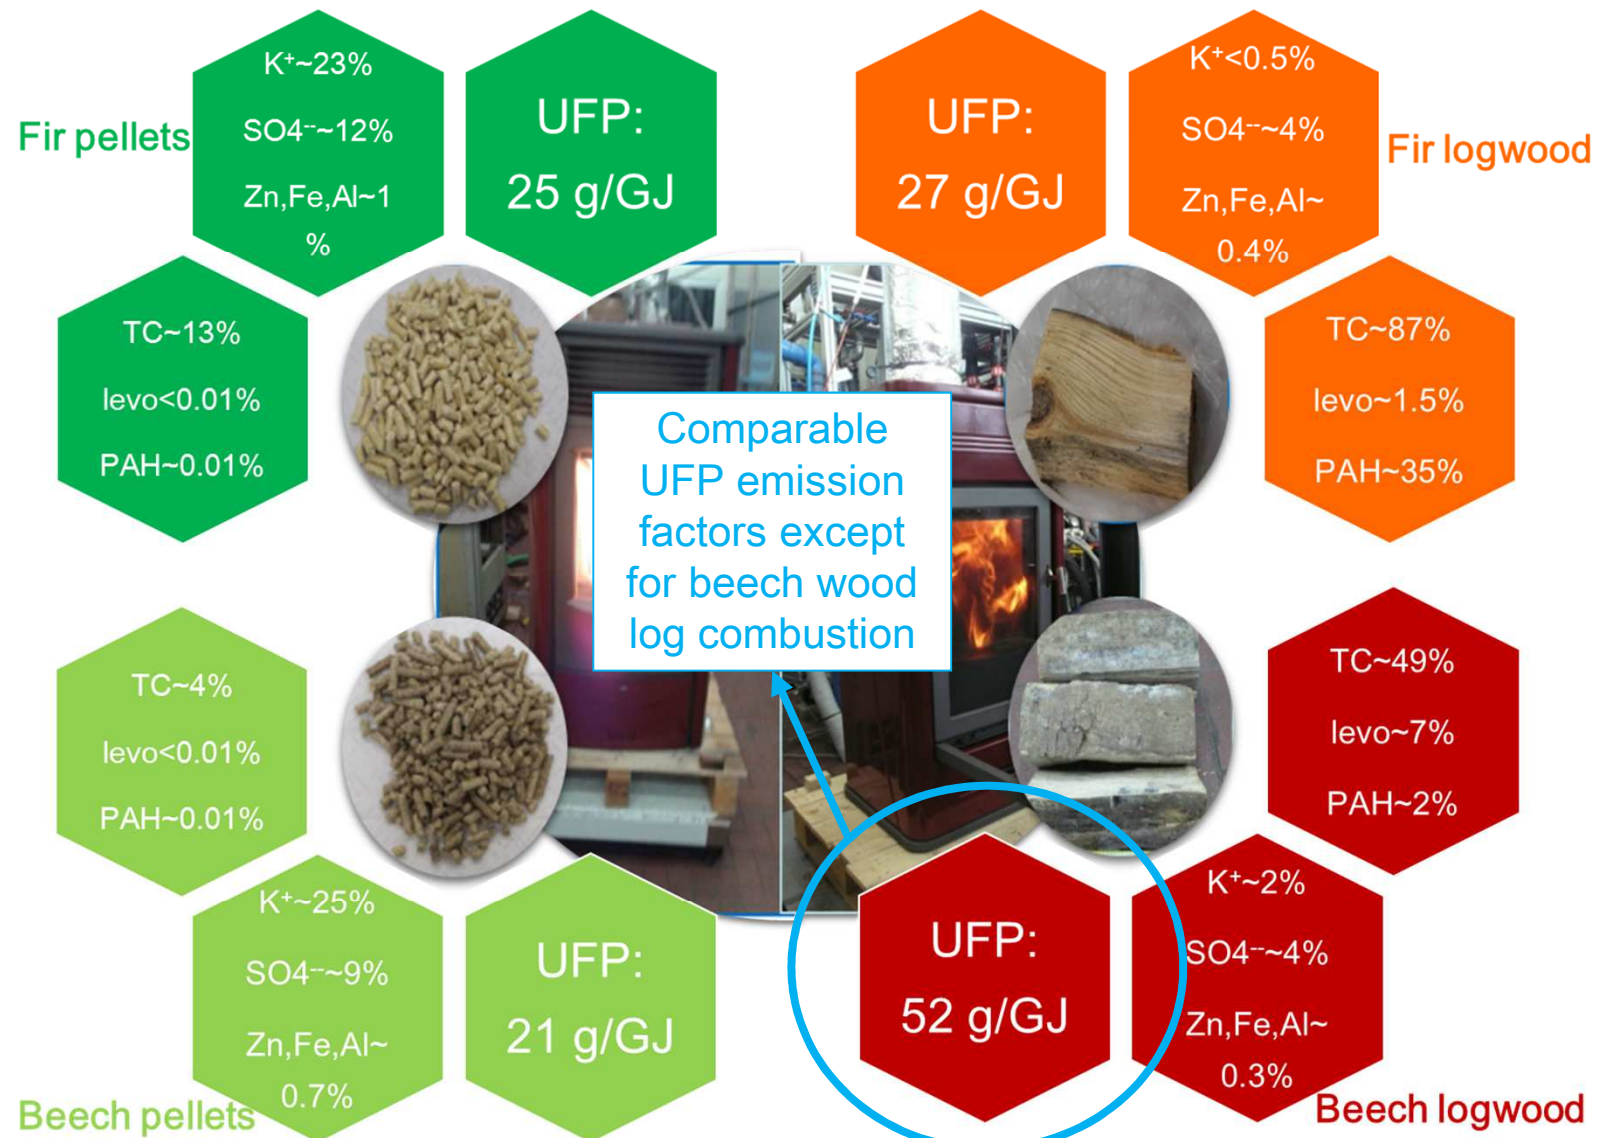 Fir pellets
K⁺~23%
SO4⁻⁻~12%
Zn,Fe,Al~1
%
UFP:
25 g/GJ
TC~13%
levo<0.01%
PAH~0.01%
UFP:
27 g/GJ
K⁺<0.5%
SO4⁻⁻~4%
Zn,Fe,Al~
0.4%
Fir logwood
TC~87%
levo~1.5%
PAH~35%
Comparable
UFP emission
factors except
for beech wood
log combustion
TC~4%
levo<0.01%
PAH~0.01%
K⁺~25%
SO4⁻⁻~9%
Zn,Fe,Al~
0.7%
UFP:
21 g/GJ
Beech pellets
TC~49%
levo~7%
PAH~2%
UFP:
52 g/GJ
K⁺~2%
SO4⁻⁻~4%
Zn,Fe,Al~
0.3%
Beech logwood